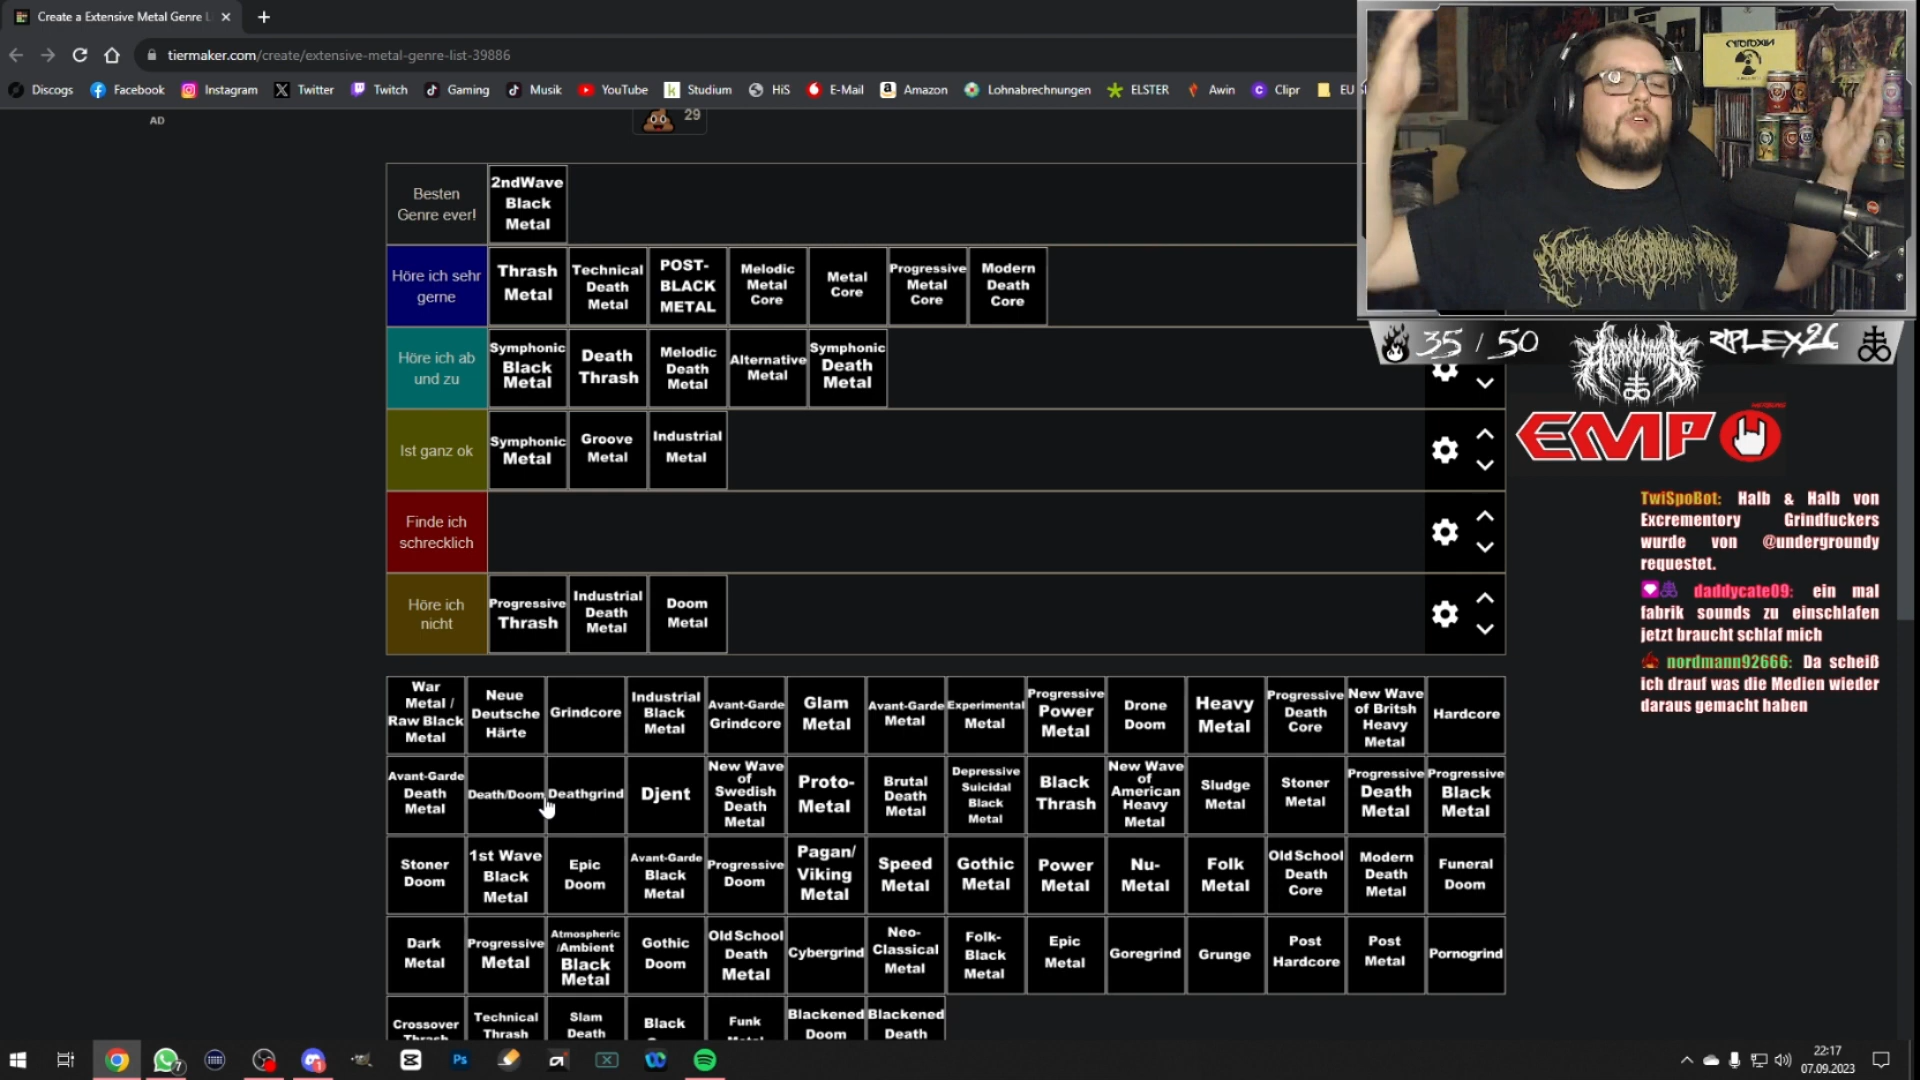 Create a Extensive Metal Genre L
tiermaker.com/create/extensive-metal-genre-list-39886
Discogs Facebook Instagram Twitter Twitch Gaming Musik YouTube Studium HiS E-Mail Amazon Lohnabrechnungen ELSTER Awin Clipr EU
AD
29
Besten
Genre ever!
2ndWave
Black
Metal
Höre ich sehr
gerne
Thrash
Metal
Technical
Death
Metal
POST-
BLACK
METAL
Melodic
Metal
Core
Metal
Core
Progressive
Metal
Core
Modern
Death
Core
Höre ich ab
und zu
Symphonic
Black
Metal
Death
Thrash
Melodic
Death
Metal
Alternative
Metal
Symphonic
Death
Metal
Ist ganz ok
Symphonic
Metal
Groove
Metal
Industrial
Metal
Finde ich
schrecklich
Höre ich
nicht
Progressive
Thrash
Industrial
Death
Metal
Doom
Metal
War
Metal /
Raw Black
Metal
Neue
Deutsche
Härte
Grindcore
Industrial
Black
Metal
Avant-Garde
Grindcore
Glam
Metal
Avant-Garde
Metal
Experimental
Metal
Progressive
Power
Metal
Drone
Doom
Heavy
Metal
Progressive
Death
Core
New Wave
of Britsh
Heavy
Metal
Hardcore
Avant-Garde
Death
Metal
Death/Doom
Deathgrind
Djent
New Wave
of
Swedish
Death
Metal
Proto-
Metal
Brutal
Death
Metal
Depressive
Suicidal
Black
Metal
Black
Thrash
New Wave
of
American
Heavy
Metal
Sludge
Metal
Stoner
Metal
Progressive
Death
Metal
Progressive
Black
Metal
Stoner
Doom
1st Wave
Black
Metal
Epic
Doom
Avant-Garde
Black
Metal
Progressive
Doom
Pagan/
Viking
Metal
Speed
Metal
Gothic
Metal
Power
Metal
Nu-
Metal
Folk
Metal
Old School
Death
Core
Modern
Death
Metal
Funeral
Doom
Dark
Metal
Progressive
Metal
Atmospheric
/Ambient
Black
Metal
Gothic
Doom
Old School
Death
Metal
Cybergrind
Neo-
Classical
Metal
Folk-
Black
Metal
Epic
Metal
Goregrind
Grunge
Post
Hardcore
Post
Metal
Pornogrind
Crossover
Thrash
Technical
Thrash
Slam
Death
Black
Funk
Blackened
Doom
Blackened
Death
CYTOTOXIN
35 / 50
RIPLEX26
EMP
TwiSpoBot: Halb & Halb von
Excrementory Grindfuckers
wurde von @undergroundy
requestet.
daddycate09: ein mal
fabrik sounds zu einschlafen
jetzt braucht schlaf mich
nordmann92666: Da scheiß
ich drauf was die Medien wieder
daraus gemacht haben
7
1
Ps
22:17
07.09.2023